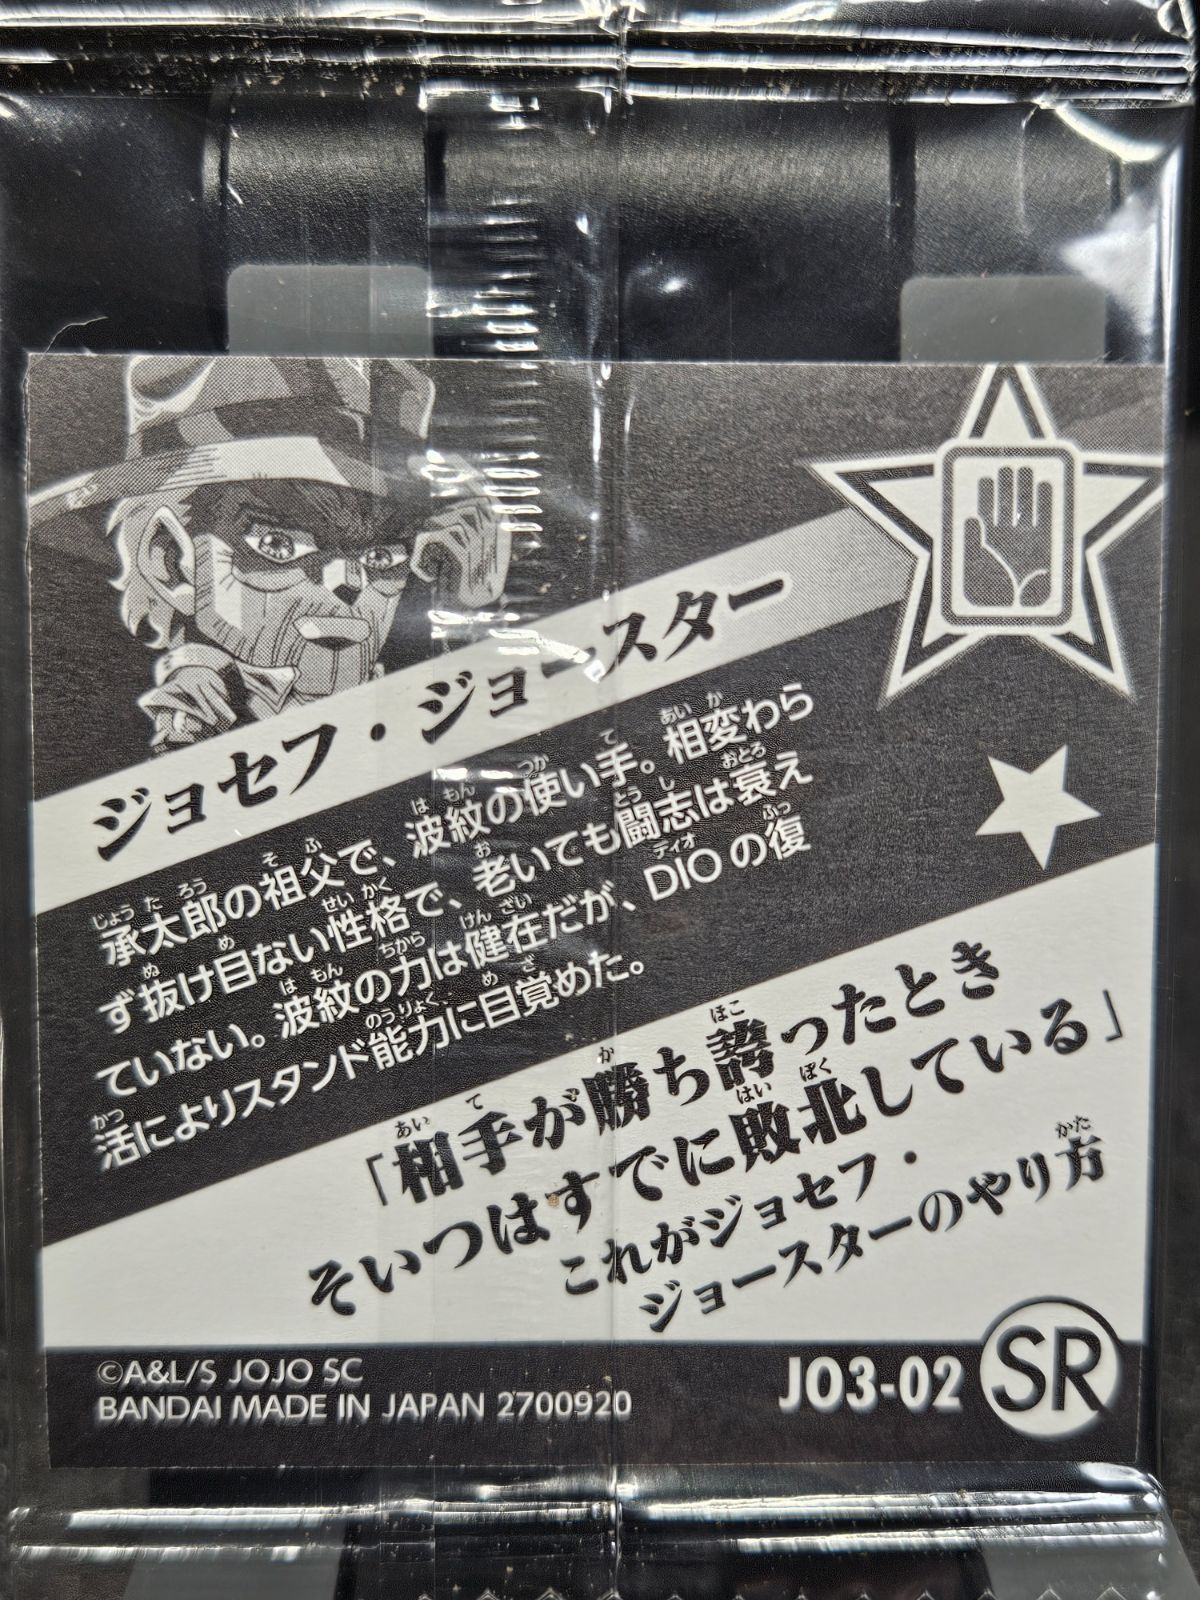 ジョセフ・ジョースター
承太郎の祖父で、波紋の使い手。相変わら
ず抜け目ない性格で、老いても闘志は衰え
ていない。波紋の力は健在だが、DIOの復
活によりスタンド能力に目覚めた。
「相手が勝ち誇ったとき
そいつはすでに敗北している」
これがジョセフ・
ジョースターのやり方
©A&L/S JOJO SC
BANDAI MADE IN JAPAN 2700920
JO3-02 SR